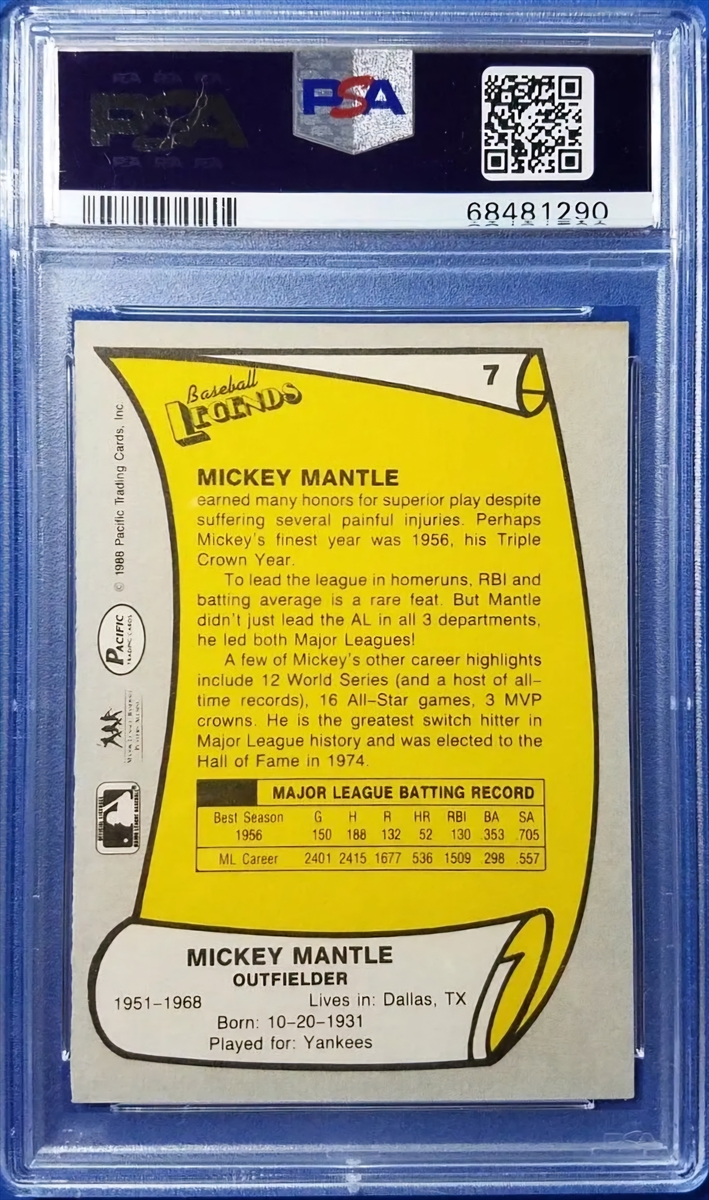 PSA
PSA
68481290
7
Baseball
LEGENDS
MICKEY MANTLE
earned many honors for superior play despite
suffering several painful injuries. Perhaps
Mickey's finest year was 1956, his Triple
Crown Year.
To lead the league in homeruns, RBI and
batting average is a rare feat. But Mantle
didn't just lead the AL in all 3 departments,
he led both Major Leagues!
A few of Mickey's other career highlights
include 12 World Series (and a host of all-
time records), 16 All-Star games, 3 MVP
crowns. He is the greatest switch hitter in
Major League history and was elected to the
Hall of Fame in 1974.
MAJOR LEAGUE BATTING RECORD
Best Season G H R HR RBI BA SA
1956 150 188 132 52 130 .353 .705
ML Career 2401 2415 1677 536 1509 .298 .557
MICKEY MANTLE
OUTFIELDER
1951-1968 Lives in: Dallas, TX
Born: 10-20-1931
Played for: Yankees
© 1988 Pacific Trading Cards, Inc
PACIFIC
TRADING CARDS
PSA